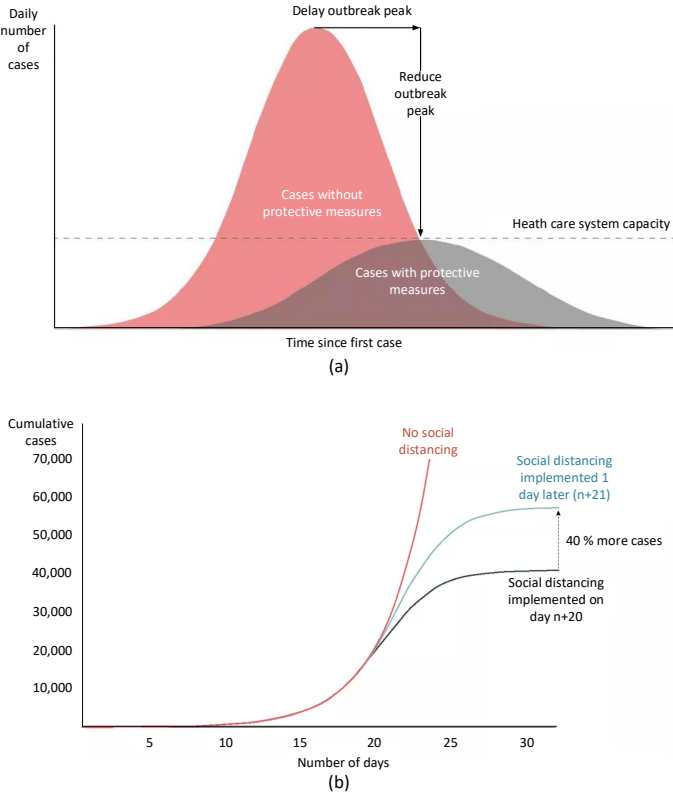 Daily
number
of
cases
Delay outbreak peak
Reduce
outbreak
peak
Cases without
protective measures
Heath care system capacity
Cases with protective
measures
Time since first case
(a)
Cumulative
cases
70,000
60,000
50,000
40,000
30,000
20,000
10,000
No social
distancing
Social distancing
implemented 1
day later (n+21)
40 % more cases
Social distancing
implemented on
day n+20
5
10
15
20
25
30
Number of days
(b)